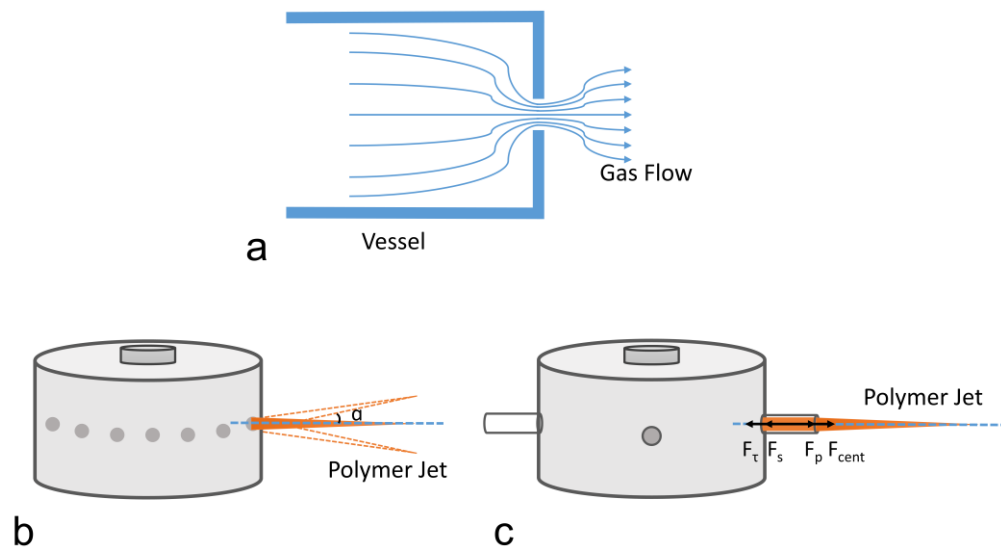 Gas Flow
Vessel
a
α
Polymer Jet
b
Polymer Jet
Fτ Fs Fp Fcent
c